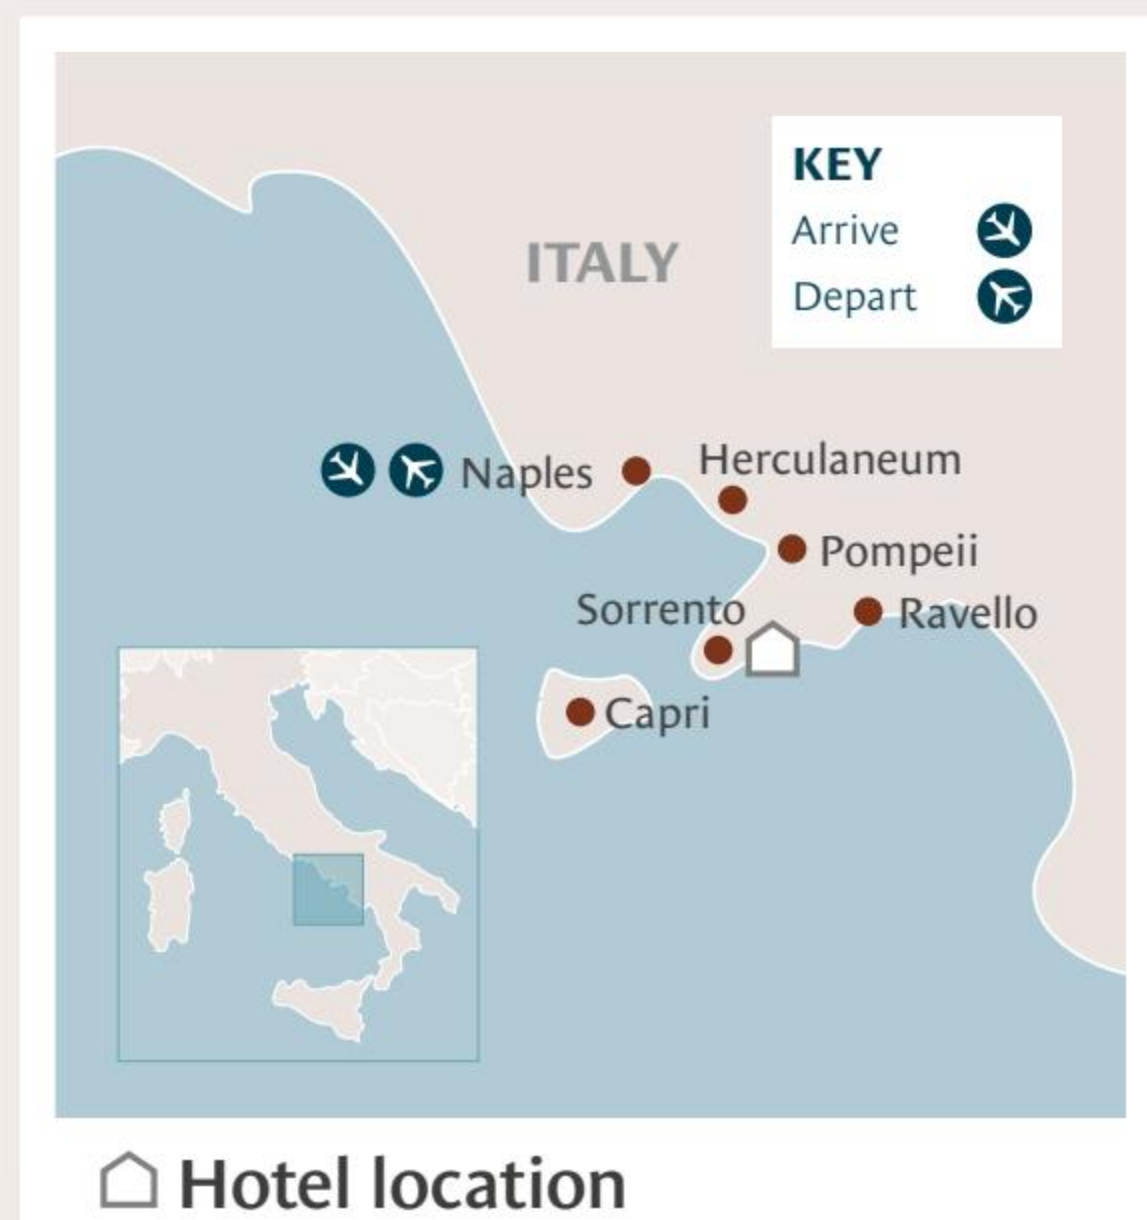 KEY
Arrive
Depart
ITALY
Naples
Herculaneum
Pompeii
Sorrento
Ravello
Capri
Hotel location